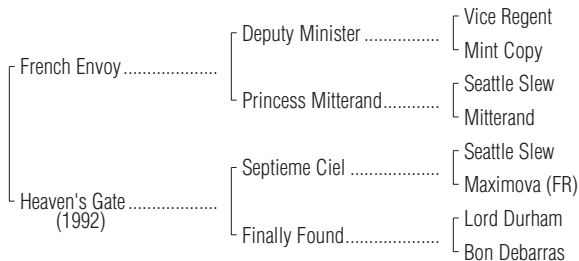 Vice Regent
Deputy Minister ................
Mint Copy
French Envoy....................
Seattle Slew
Princess Mitterand............
Mitterand
Seattle Slew
Septieme Ciel ...................
Maximova (FR)
Heaven's Gate...................
(1992)
Lord Durham
Finally Found....................
Bon Debarras